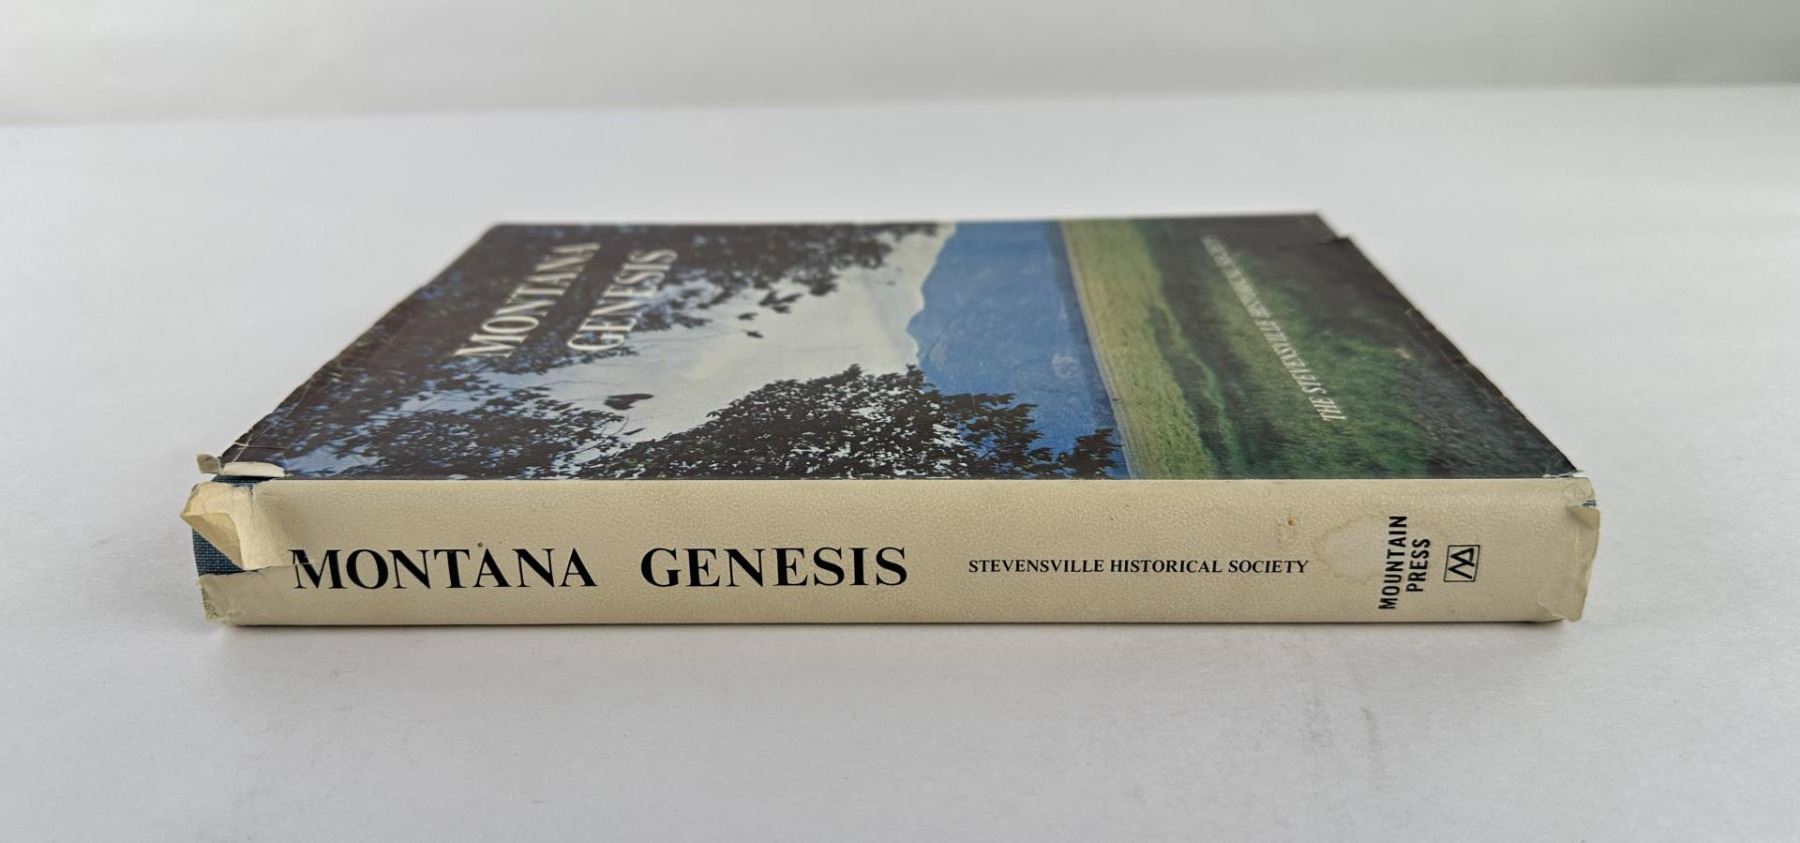 MONTANA
GENESIS
THE STEVENSVILLE HISTORICAL SOCIETY
MONTANA GENESIS
STEVENSVILLE HISTORICAL SOCIETY
MOUNTAIN
PRESS